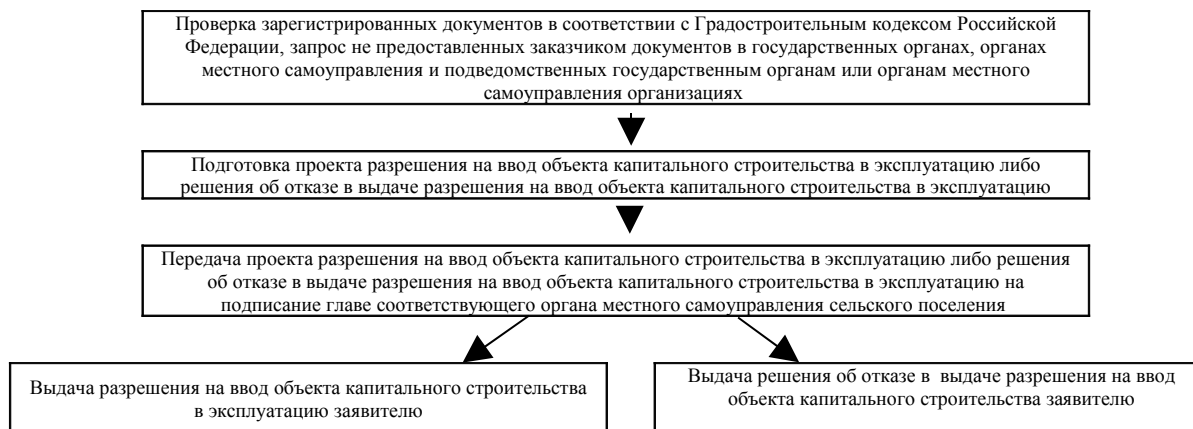 Проверка зарегистрированных документов в соответствии с Градостроительным кодексом Российской
Федерации, запрос не предоставленных заказчиком документов в государственных органах, органах
местного самоуправления и подведомственных государственным органам или органам местного
самоуправления организациях
Подготовка проекта разрешения на ввод объекта капитального строительства в эксплуатацию либо
решения об отказе в выдаче разрешения на ввод объекта капитального строительства в эксплуатацию
Передача проекта разрешения на ввод объекта капитального строительства в эксплуатацию либо решения
об отказе в выдаче разрешения на ввод объекта капитального строительства в эксплуатацию на
подписание главе соответствующего органа местного самоуправления сельского поселения
Выдача разрешения на ввод объекта капитального строительства
в эксплуатацию заявителю
Выдача решения об отказе в выдаче разрешения на ввод
объекта капитального строительства заявителю